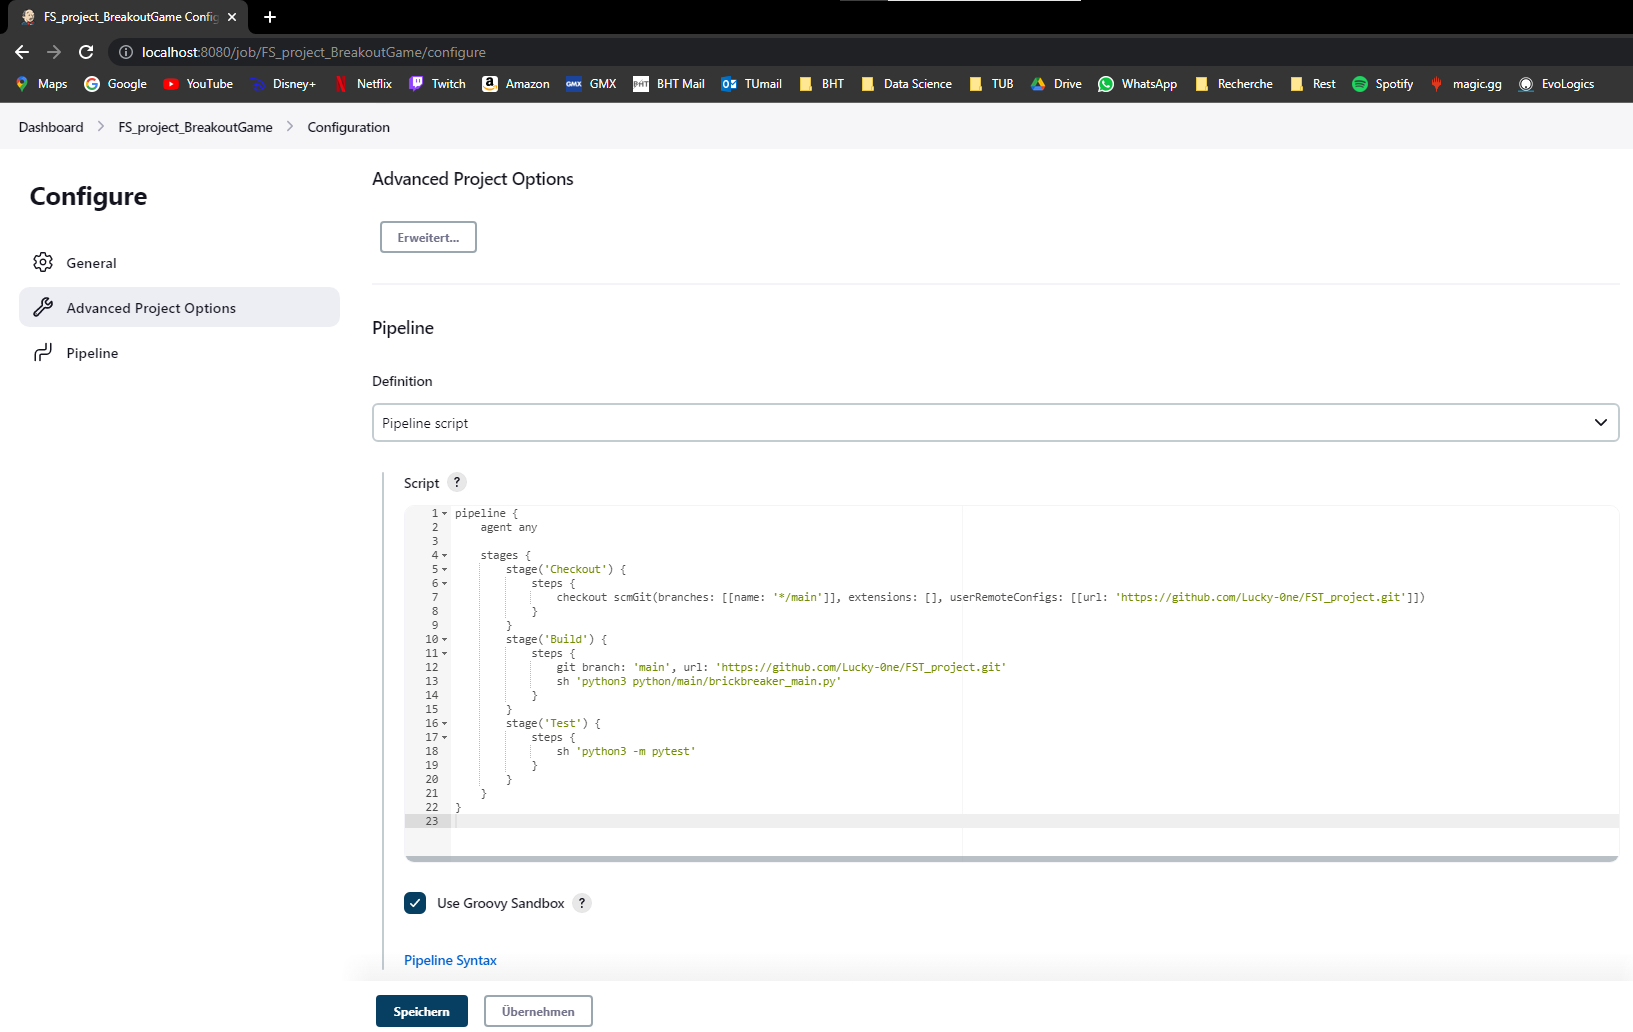 FS_project_BreakoutGame Config
localhost:8080/job/FS_project_BreakoutGame/configure
Maps Google YouTube Disney+ Netflix Twitch Amazon GMX GMX BHT BHT Mail TUmail BHT Data Science TUB Drive WhatsApp Recherche Rest Spotify magic.gg EvoLogics
Dashboard FS_project_BreakoutGame Configuration
Configure
General
Advanced Project Options
Pipeline
Advanced Project Options
Erweitert...
Pipeline
Definition
Pipeline script
Script ?
1 pipeline {
2     agent any
3
4     stages {
5         stage('Checkout') {
6             steps {
7                 checkout scmGit(branches: [[name: '*/main']], extensions: [], userRemoteConfigs: [[url: 'https://github.com/Lucky-0ne/FST_project.git']])
8             }
9         }
10         stage('Build') {
11             steps {
12                 git branch: 'main', url: 'https://github.com/Lucky-0ne/FST_project.git'
13                 sh 'python3 python/main/brickbreaker_main.py'
14             }
15         }
16         stage('Test') {
17             steps {
18                 sh 'python3 -m pytest'
19             }
20         }
21     }
22 }
23
Use Groovy Sandbox ?
Pipeline Syntax
Speichern Übernehmen